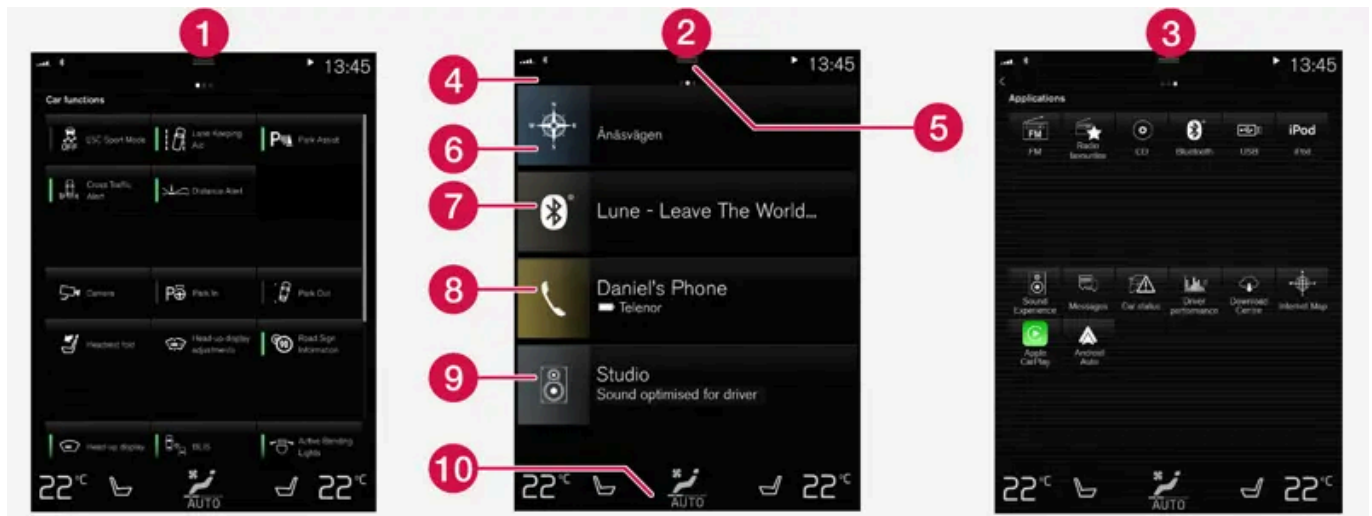 1
2
3
13:45
Car functions
ESC Sport Mode
OFF
Lane Keeping
Aid
Park Assist
Cross Traffic
Alert
Distance Alert
Camera
Park In
Park Out
Headrest fold
Head-up display
adjustments
Road Sign
Information
Head-up display
BLIS
Active Bending
Lights
22°C
AUTO
22°C
4
13:45
5
6
Ånäsvägen
7
Lune - Leave The World...
8
Daniel's Phone
Telenor
9
Studio
Sound optimised for driver
10
22°C
AUTO
22°C
13:45
Applications
FM
FM
Radio
favourites
CD
Bluetooth
USB
iPod
iPod
Sound
Experience
Messages
Car status
Driver
performance
Download
Centre
Internet Map
Apple
CarPlay
Android
Auto
22°C
AUTO
22°C